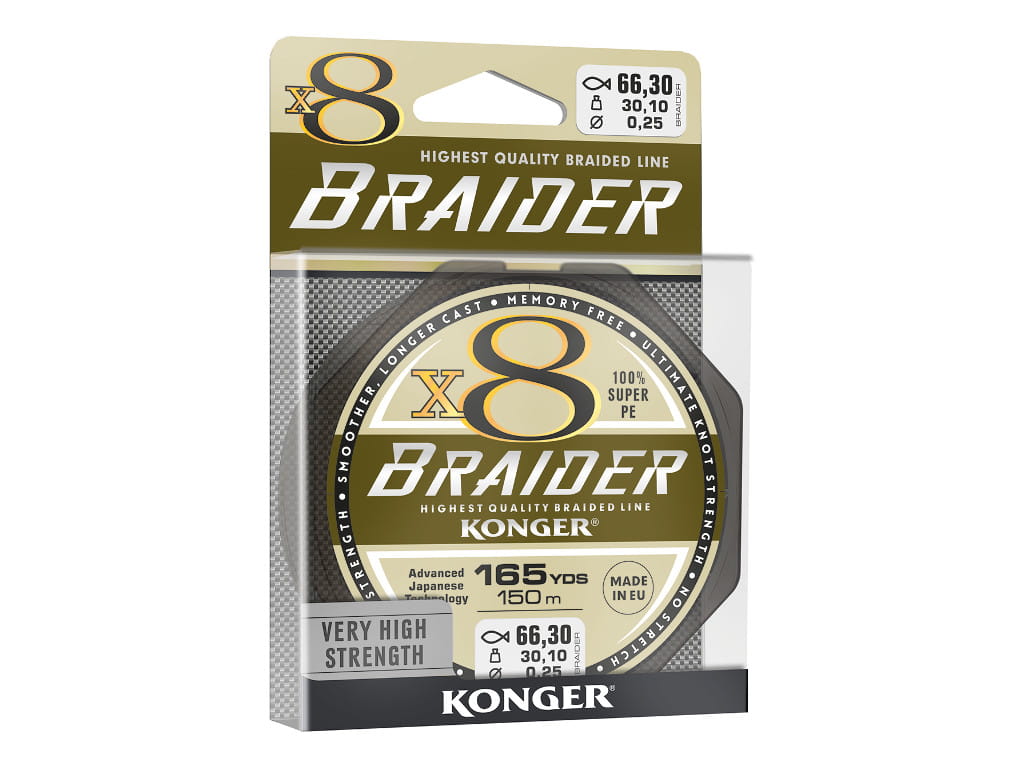 x8
66,30
30,10
0,25
BRAIDER
HIGHEST QUALITY BRAIDED LINE
BRAIDER
STRENGTH • SMOOTHER, LONGER CAST • MEMORY FREE • ULTIMATE KNOT STRENGTH • NO STRETCH •
x8
100%
SUPER
PE
BRAIDER
HIGHEST QUALITY BRAIDED LINE
KONGER®
Advanced
Japanese
Technology
165 YDS
150 m
MADE
IN EU
66,30
30,10
0,25
BRAIDER
VERY HIGH
STRENGTH
KONGER®